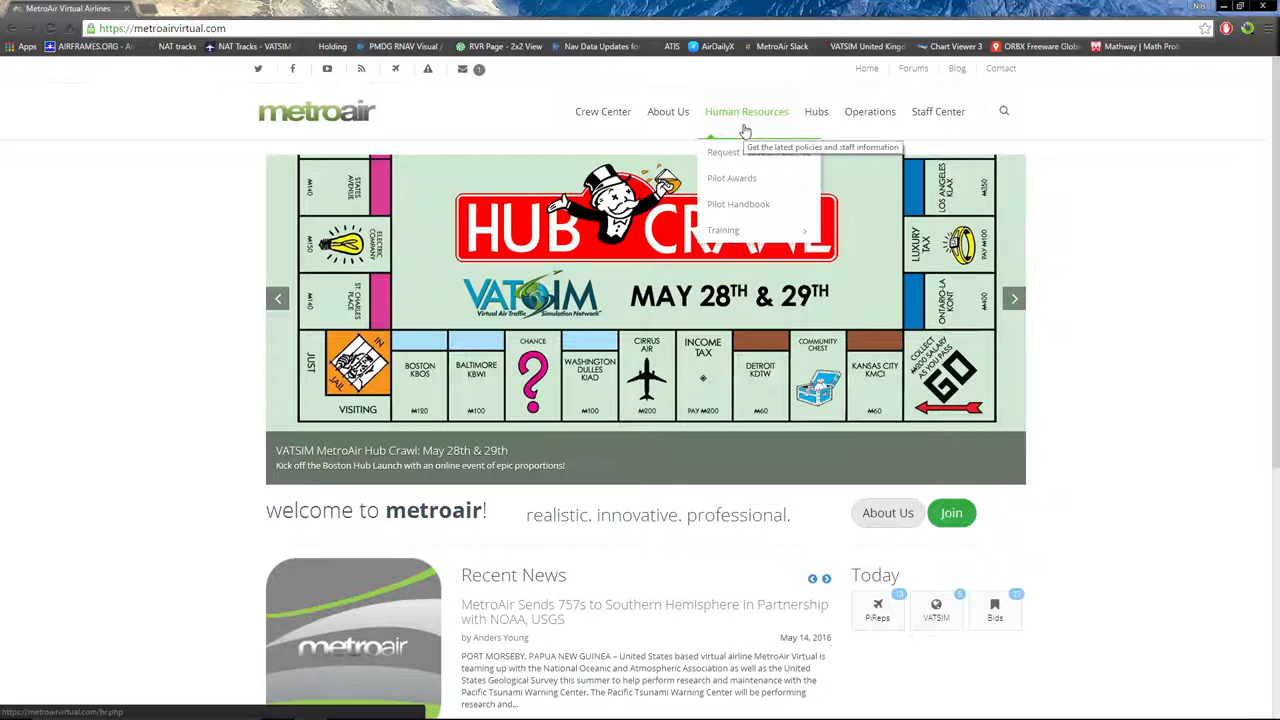 MetroAir Virtual Airlines
Nils
https://metroairvirtual.com
Apps
AIRFRAMES.ORG - A
NAT tracks
NAT Tracks - VATSIM
Holding
PMDG RNAV Visual /
RVR Page - 2x2 View
Nav Data Updates for
ATIS
AirDailyX
MetroAir Slack
VATSIM United Kingd
Chart Viewer 3
ORBX Freeware Glob
Mathway | Math Prob
1
Home
Forums
Blog
Contact
metroair
Crew Center
About Us
Human Resources
Hubs
Operations
Staff Center
Get the latest policies and staff information
Request
Pilot Awards
Pilot Handbook
Training
STATES AVENUE
M140
ELECTRIC COMPANY
M150
ST. CHARLES PLACE
M140
HUB CRAWL
VATSIM
Virtual Air Traffic Simulation Network
MAY 28TH & 29TH
LOS ANGELES KLAX
M350
LUXURY TAX
PAY M100
ONTARIO-LA KONT
M400
JUST
IN JAIL
VISITING
BOSTON KBOS
M120
BALTIMORE KBWI
M100
CHANCE
WASHINGTON DULLES KIAD
M100
CIRRUS AIR
M200
INCOME TAX
PAY M200
DETROIT KDTW
M60
COMMUNITY CHEST
KANSAS CITY KMCI
M60
COLLECT M200 SALARY AS YOU PASS
GO
VATSIM MetroAir Hub Crawl: May 28th & 29th
Kick off the Boston Hub Launch with an online event of epic proportions!
welcome to metroair!
realistic. innovative. professional.
About Us
Join
metroair
Recent News
MetroAir Sends 757s to Southern Hemisphere in Partnership
with NOAA, USGS
by Anders Young
May 14, 2016
PORT MORSEBY, PAPUA NEW GUINEA – United States based virtual airline MetroAir Virtual is
teaming up with the National Oceanic and Atmospheric Association as well as the United
States Geological Survey this summer to help perform research and maintenance with the
Pacific Tsunami Warning Center. The Pacific Tsunami Warning Center will be performing
research and...
Today
PiReps
VATSIM
5
Bids
27
https://metroairvirtual.com/hr.php